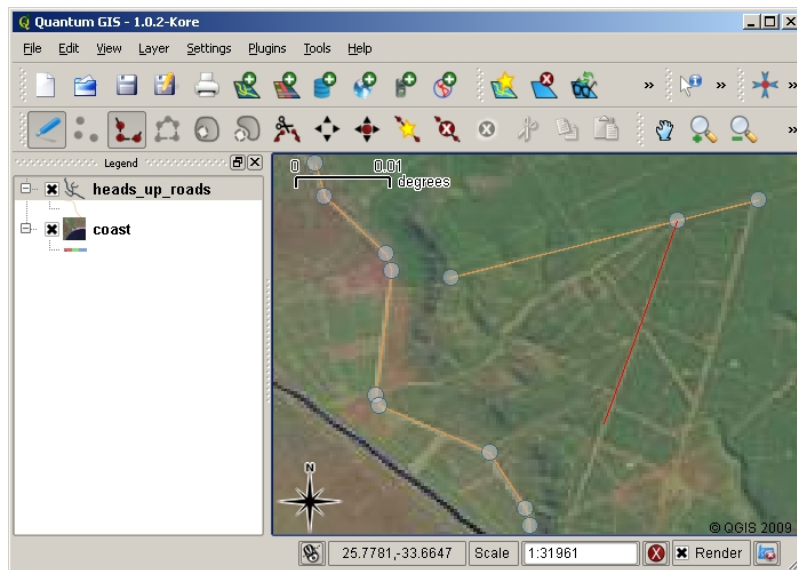 Quantum GIS - 1.0.2-Kore
File Edit View Layer Settings Plugins Tools Help
» » »
»
Legend
heads_up_roads
coast
0 0.01
degrees
N
© QGIS 2009
25.7781,-33.6647 Scale 1:31961 Render